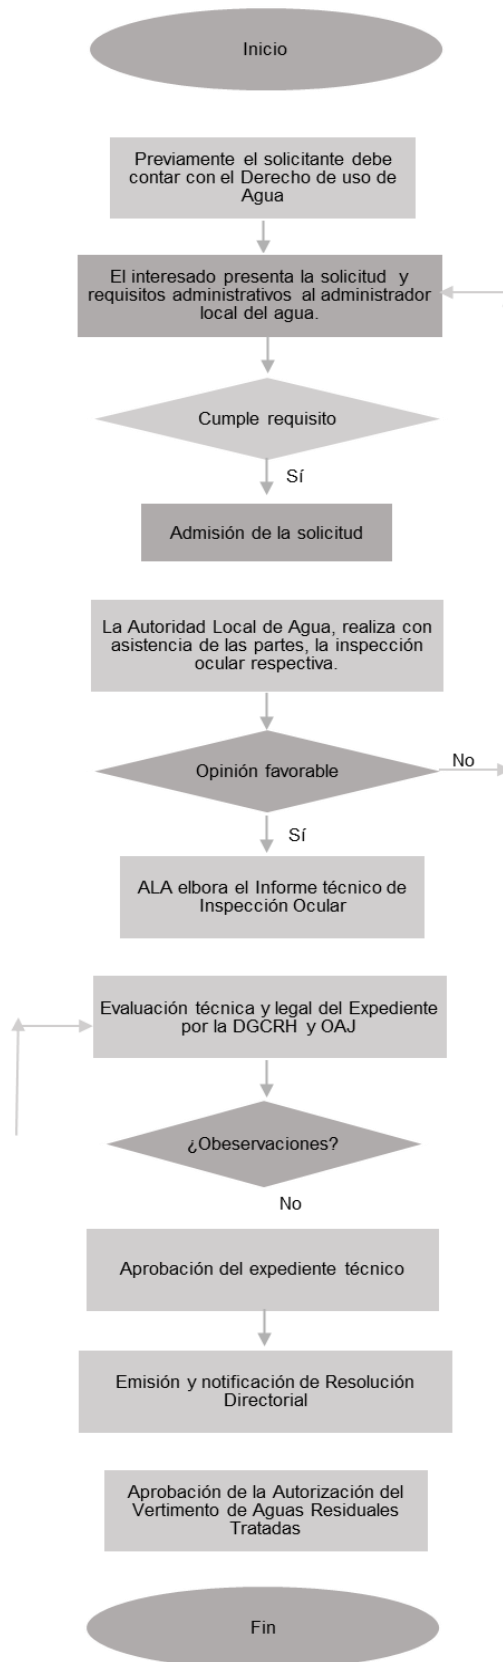 Inicio
Previamente el solicitante debe
contar con el Derecho de uso de
Agua
El interesado presenta la solicitud y
requisitos administrativos al administrador
local del agua.
Cumple requisito
Sí
Admisión de la solicitud
La Autoridad Local de Agua, realiza con
asistencia de las partes, la inspección
ocular respectiva.
Opinión favorable
No
Sí
ALA elbora el Informe técnico de
Inspección Ocular
Evaluación técnica y legal del Expediente
por la DGCRH y OAJ
¿Obeservaciones?
No
Aprobación del expediente técnico
Emisión y notificación de Resolución
Directorial
Aprobación de la Autorización del
Vertimento de Aguas Residuales
Tratadas
Fin